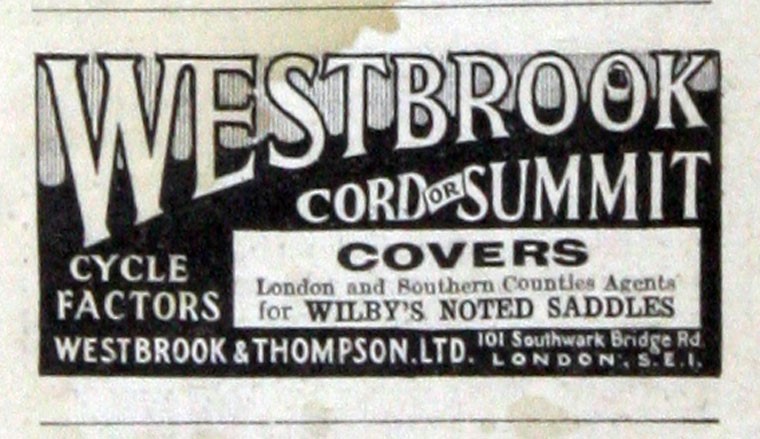 WESTBROOK
CORD OR SUMMIT
COVERS
CYCLE
FACTORS
London and Southern Counties Agents
for WILBY'S NOTED SADDLES
WESTBROOK & THOMPSON. LTD. 101 Southwark Bridge Rd.
LONDON, S.E.1.